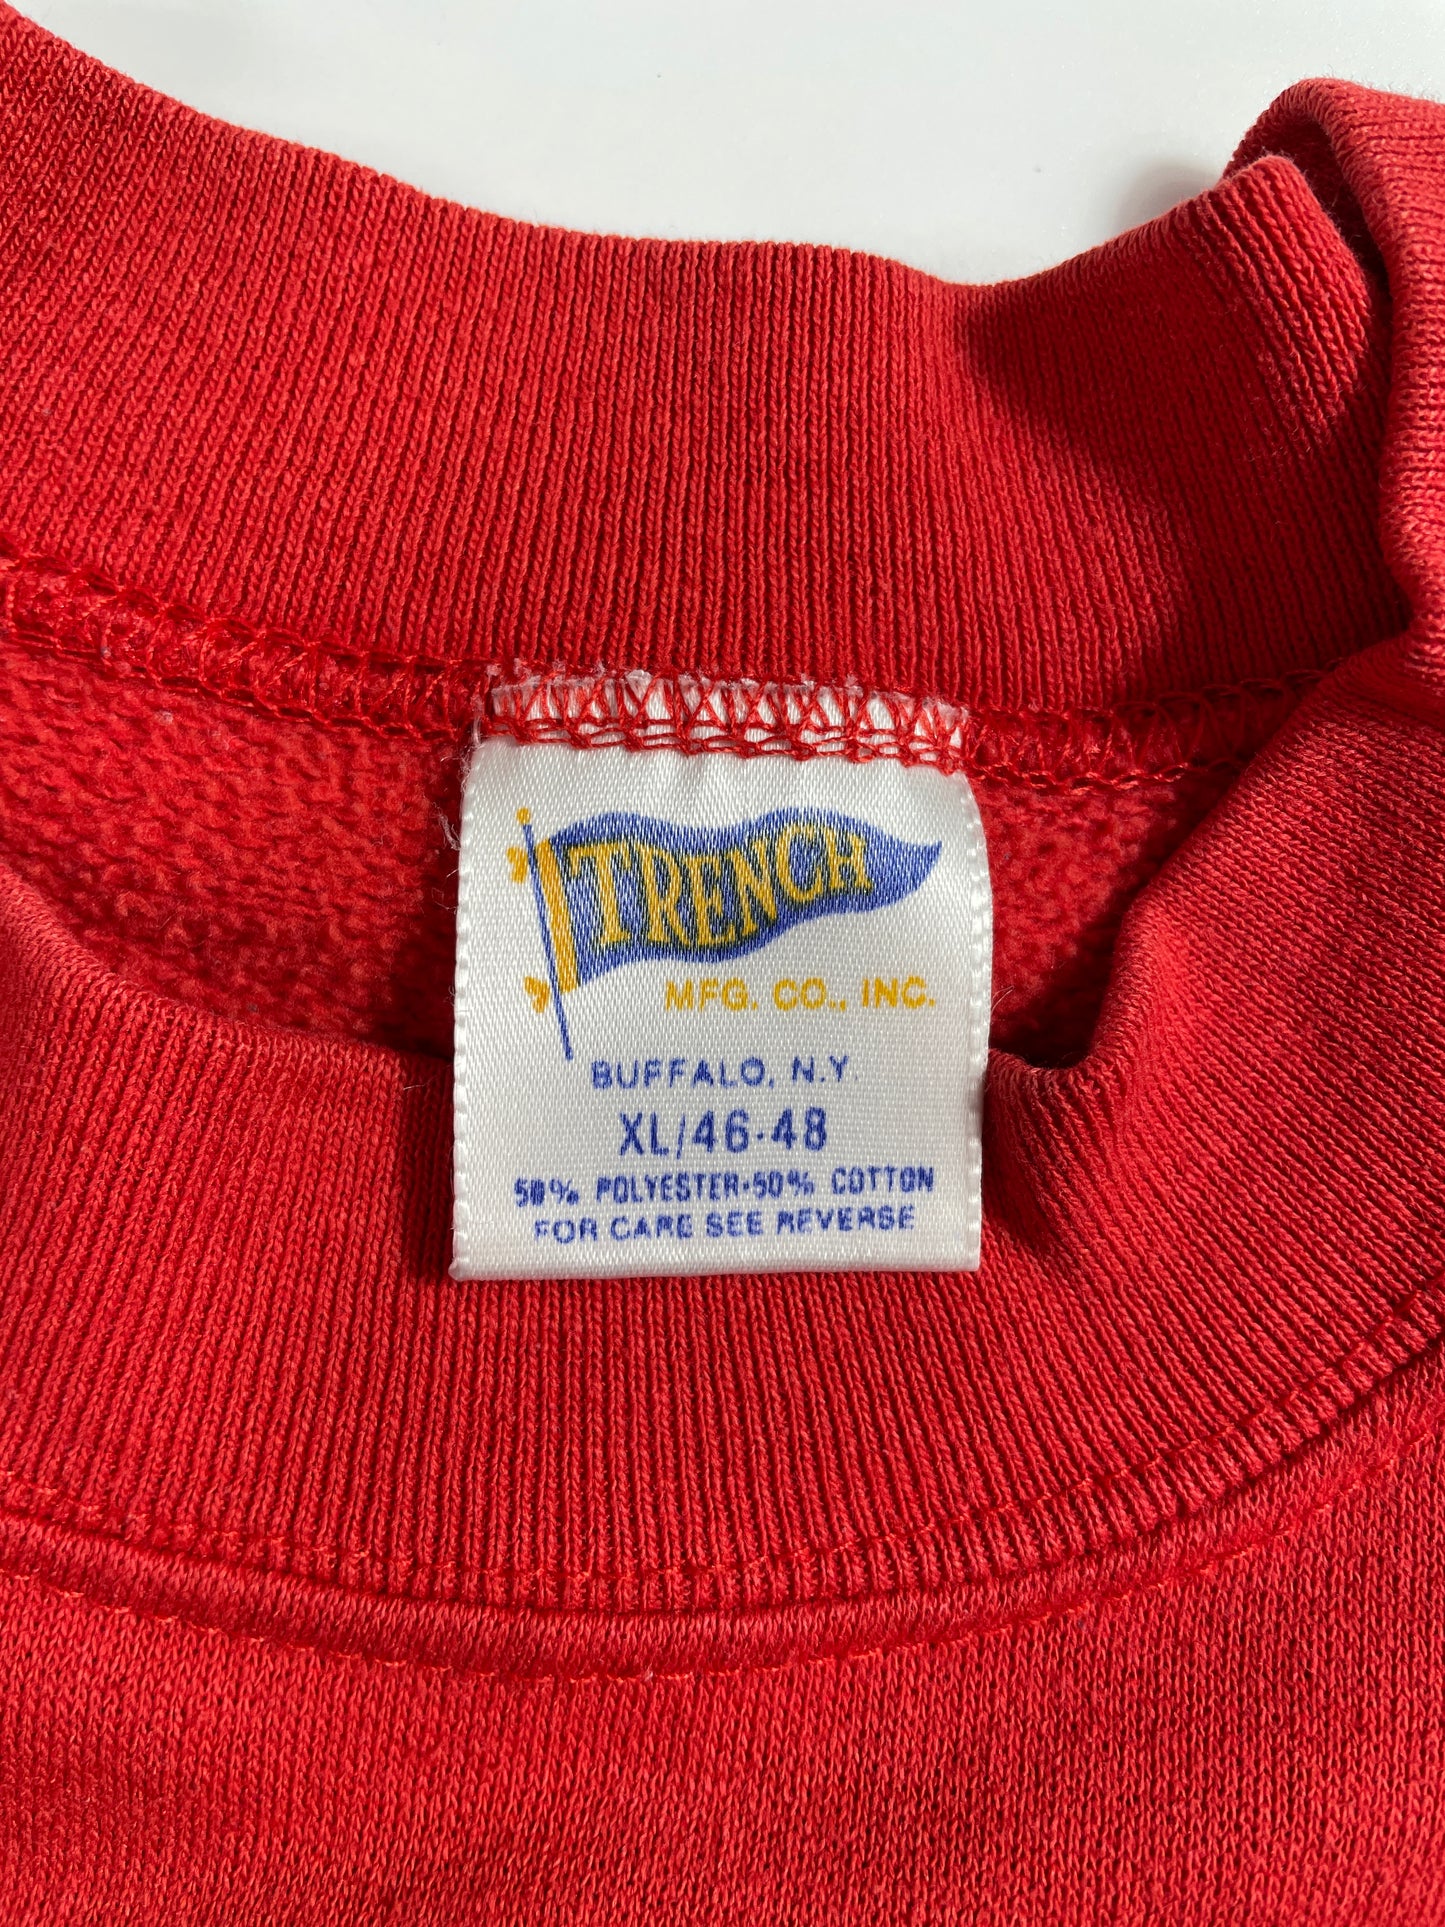 TRENCH
MFG. CO., INC.
BUFFALO, N.Y.
XL/46-48
50% POLYESTER-50% COTTON
FOR CARE SEE REVERSE